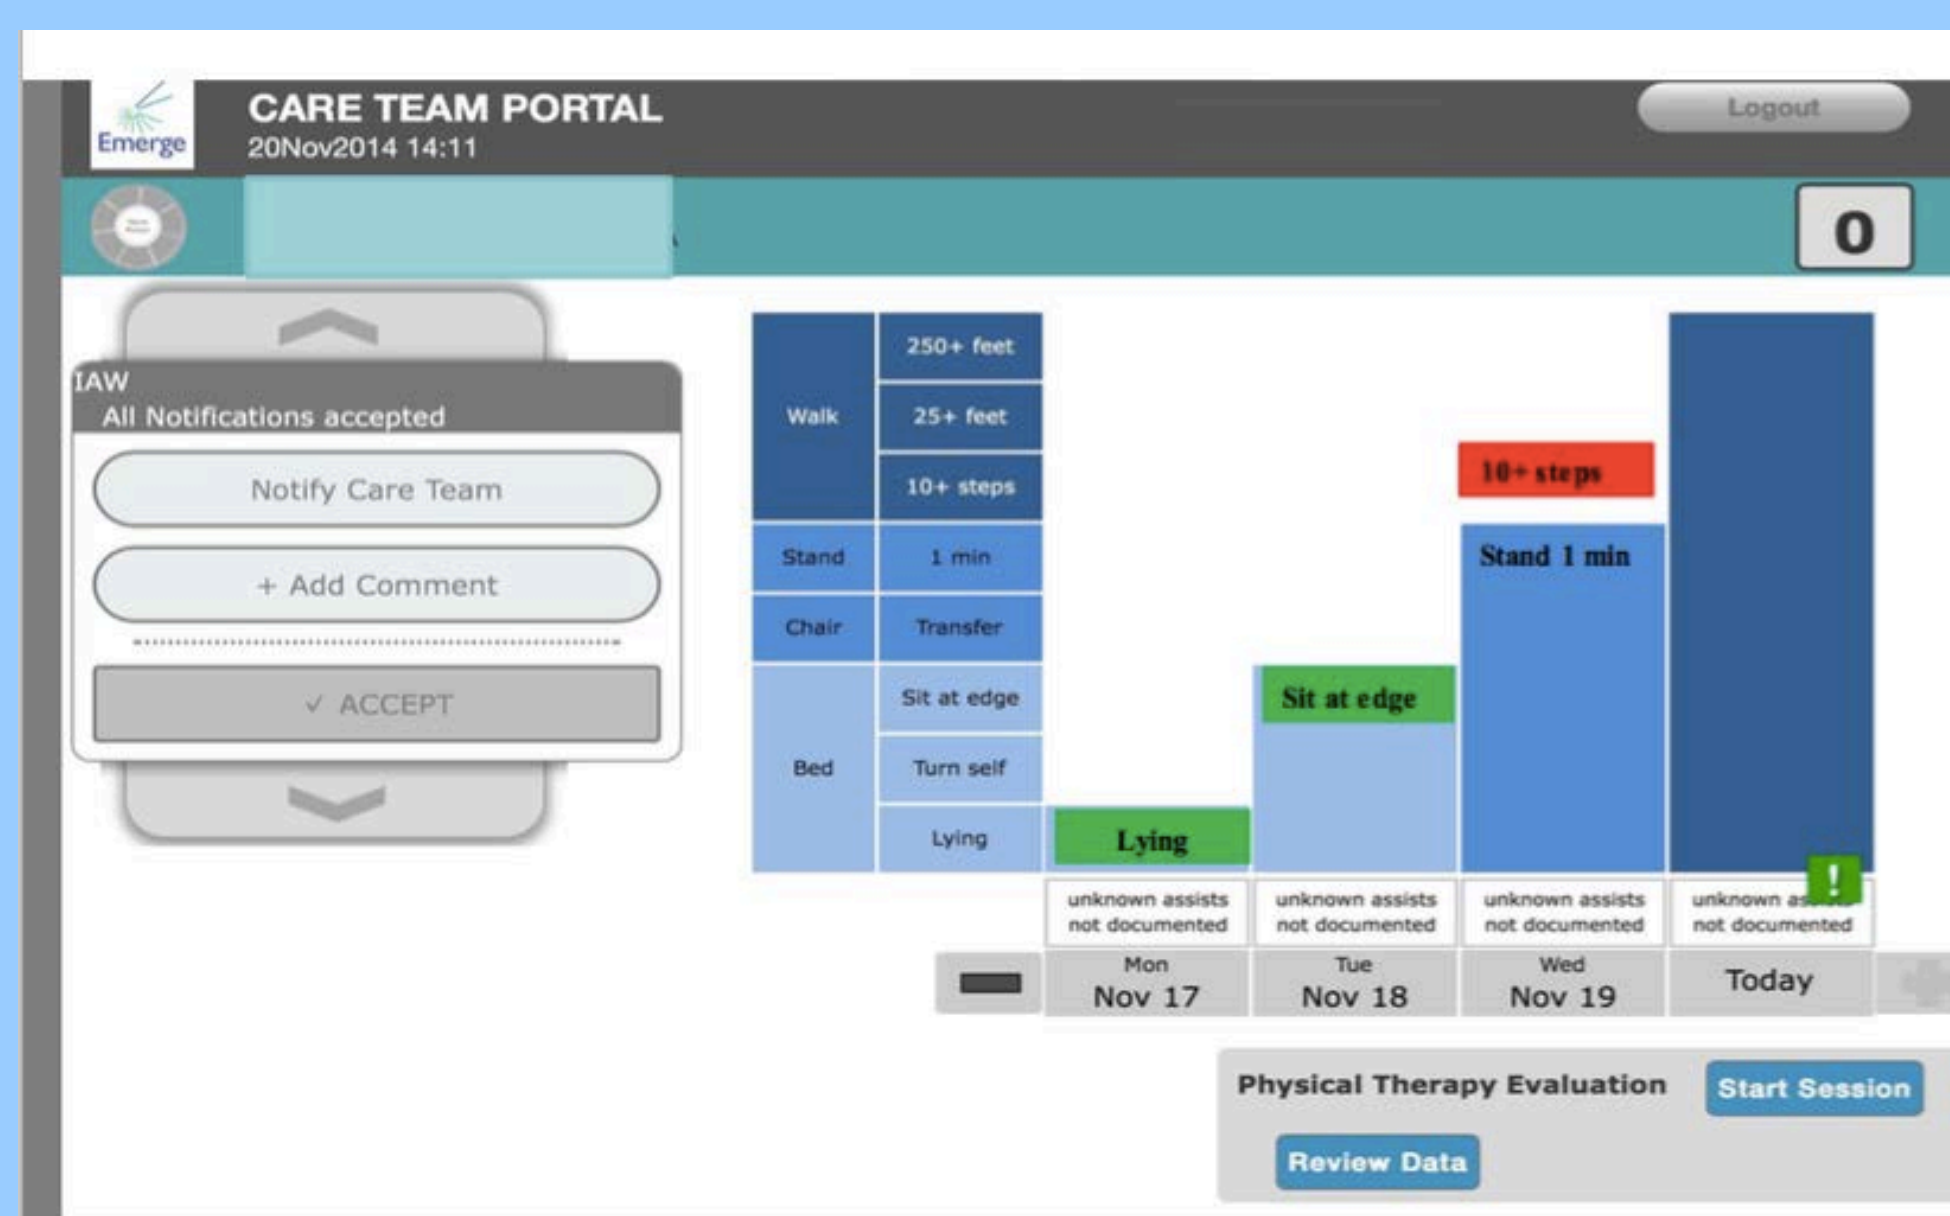 Emerge
CARE TEAM PORTAL
20Nov2014 14:11
Logout
0
IAW
All Notifications accepted
Notify Care Team
+ Add Comment
✓ ACCEPT
Walk
250+ feet
25+ feet
10+ steps
Stand
1 min
Chair
Transfer
Bed
Sit at edge
Turn self
Lying
Lying
Sit at edge
10+ steps
Stand 1 min
!
unknown assists
not documented
unknown assists
not documented
unknown assists
not documented
unknown
not documented
Mon
Nov 17
Tue
Nov 18
Wed
Nov 19
Today
Physical Therapy Evaluation
Start Session
Review Data